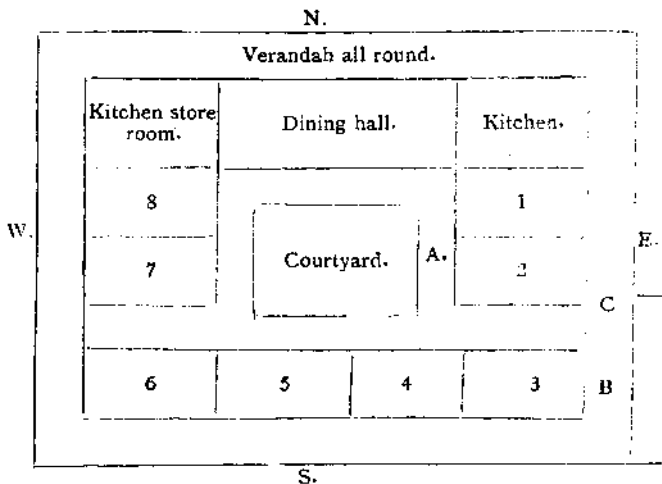 N.
Verandah all round.
Kitchen store room.
Dining hall.
Kitchen.
8
1
W.
E.
Courtyard.
A.
7
2
C
6
5
4
3
B
S.